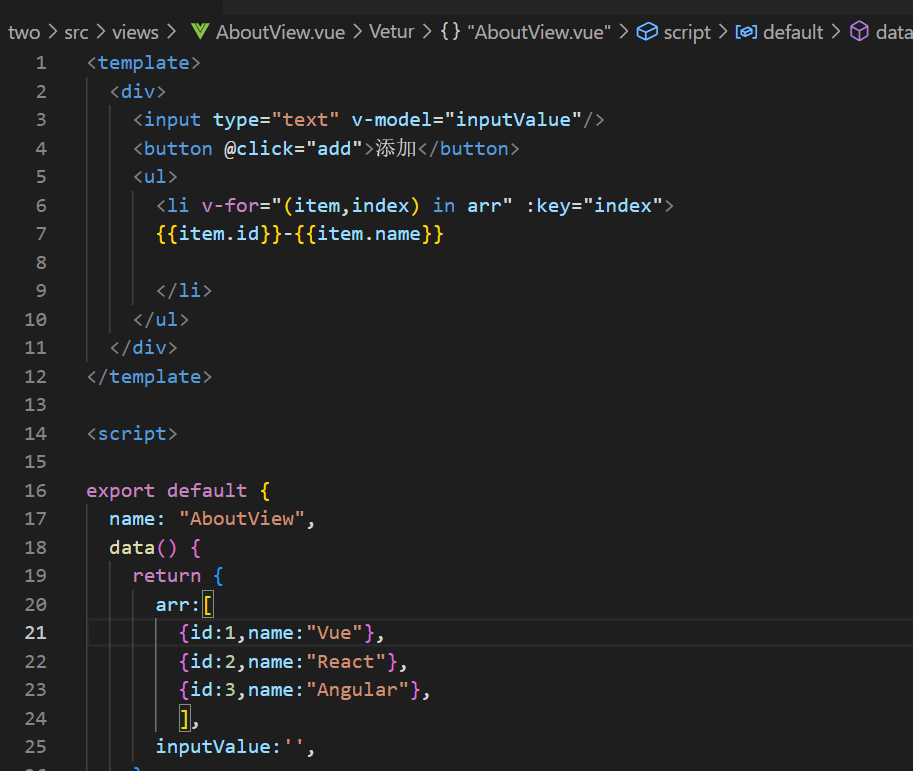 two > src > views > AboutView.vue > Vetur > {} "AboutView.vue" > script > default > data
1 <template>
2 <div>
3 <input type="text" v-model="inputValue"/>
4 <button @click="add">添加</button>
5 <ul>
6 <li v-for="(item,index) in arr" :key="index">
7 {{item.id}}-{{item.name}}
8
9 </li>
10 </ul>
11 </div>
12 </template>
13
14 <script>
15
16 export default {
17 name: "AboutView",
18 data() {
19 return {
20 arr:[
21 {id:1,name:"Vue"},
22 {id:2,name:"React"},
23 {id:3,name:"Angular"},
24 ],
25 inputValue:'',